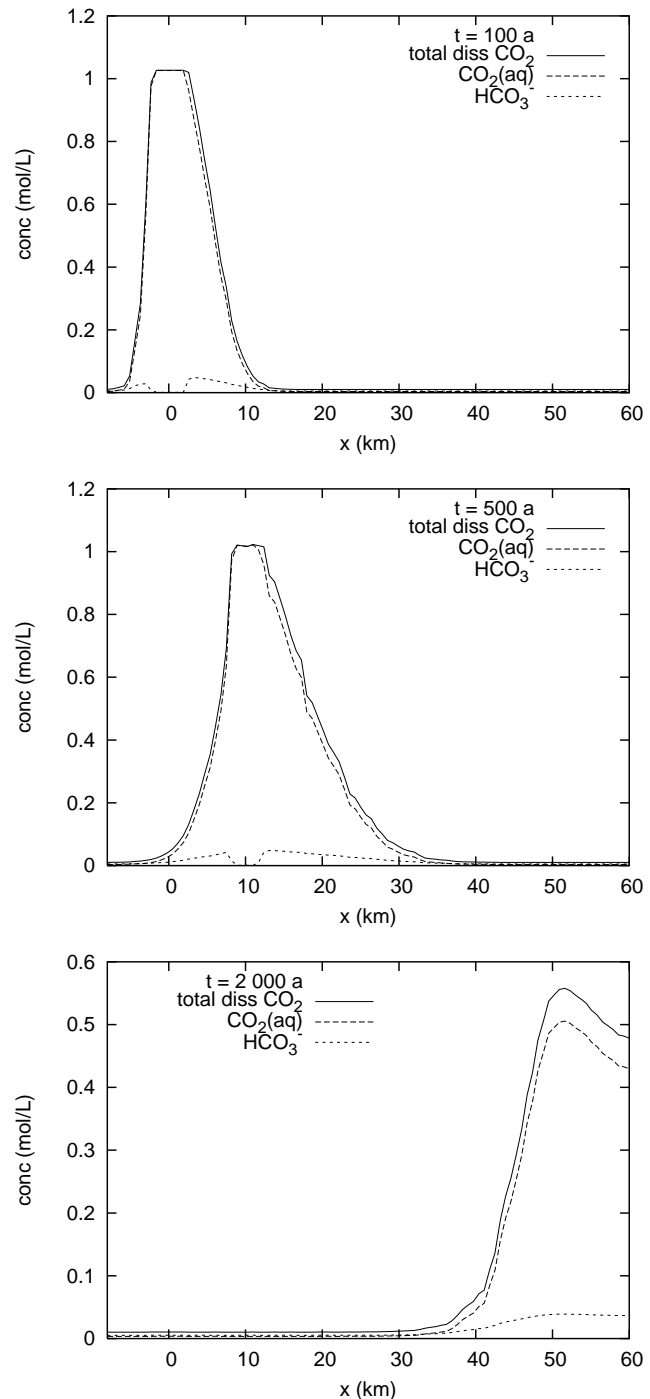 t = 100 a
total diss CO2
CO2(aq)
HCO3-
1.2
1
0.8
0.6
0.4
0.2
0
conc (mol/L)
0 10 20 30 40 50 60
x (km)
t = 500 a
total diss CO2
CO2(aq)
HCO3-
1.2
1
0.8
0.6
0.4
0.2
0
conc (mol/L)
0 10 20 30 40 50 60
x (km)
t = 2 000 a
total diss CO2
CO2(aq)
HCO3-
0.6
0.5
0.4
0.3
0.2
0.1
0
conc (mol/L)
0 10 20 30 40 50 60
x (km)